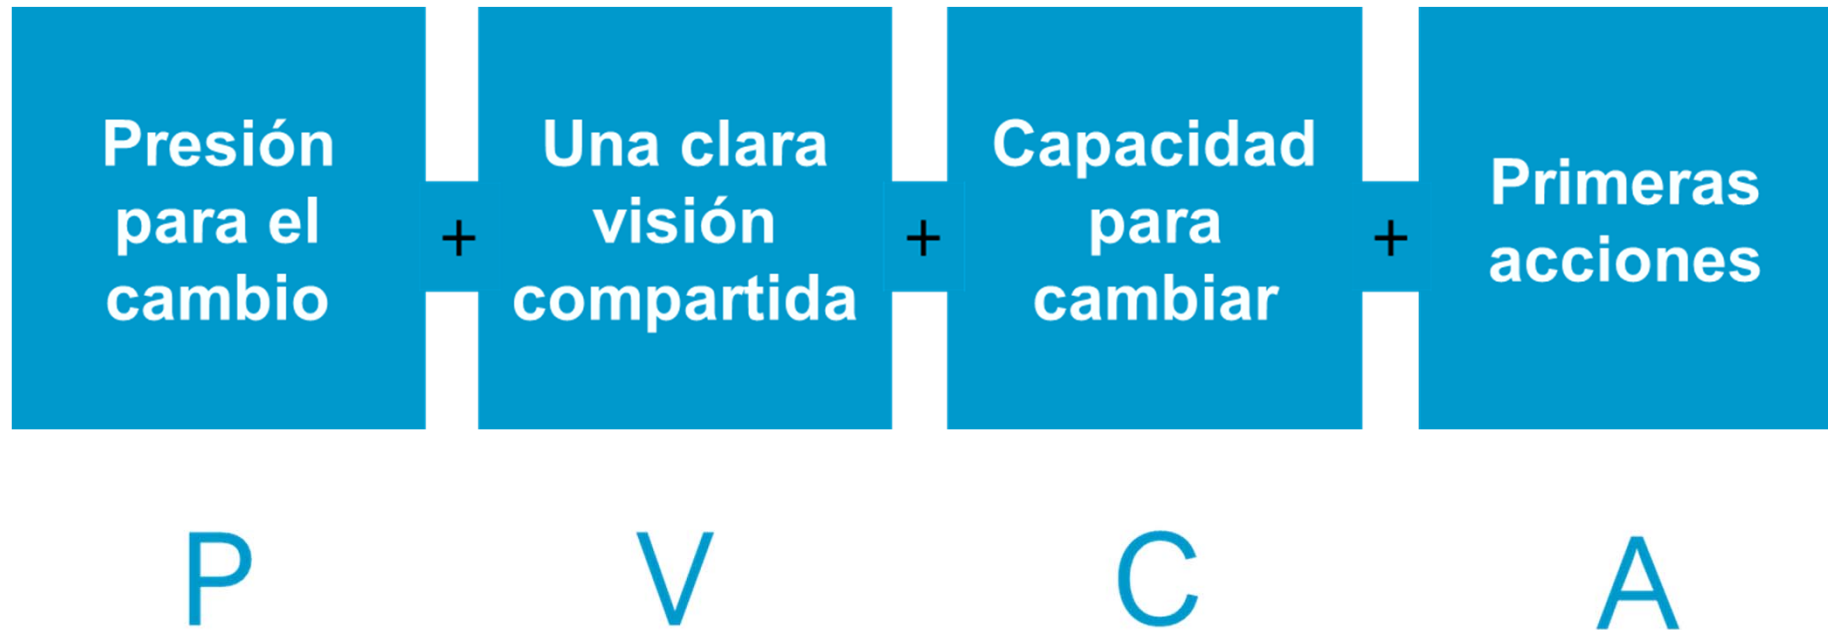 Presión
para el
cambio
+
Una clara
visión
compartida
+
Capacidad
para
cambiar
+
Primeras
acciones
P
V
C
A